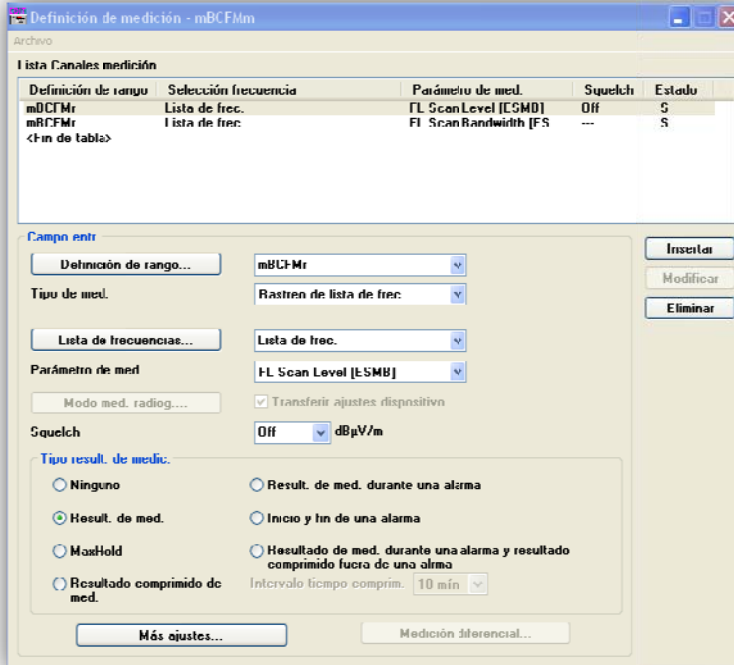 Definición de medición - mBCFMm
Archivo
Lista Canales medición
Definición de rango Selección frecuencia Parámetro de med. Squelch Estado
mBCFMr Lista de frec. FL Scan Level [ESMB] Off S
mBCFMr Lista de frec. FL Scan Bandwidth [ES --- S
<Fin de tabla>
Campo entr.
Definición de rango... mBCFMr
Insertar
Modificar
Tipo de med. Rastreo de lista de frec.
Eliminar
Lista de frecuencias... Lista de frec.
Parámetro de med. FL Scan Level [ESMB]
Modo med. radiog.... Transferir ajustes dispositivo
Squelch Off dBµV/m
Tipo result. de medic.
Ninguno Result. de med. durante una alarma
Result. de med. Inicio y fin de una alarma
MaxHold Resultado de med. durante una alarma y resultado
comprimido fuera de una alrma
Resultado comprimido de Intervalo tiempo comprim. 10 mín
med.
Más ajustes... Medición diferencial...